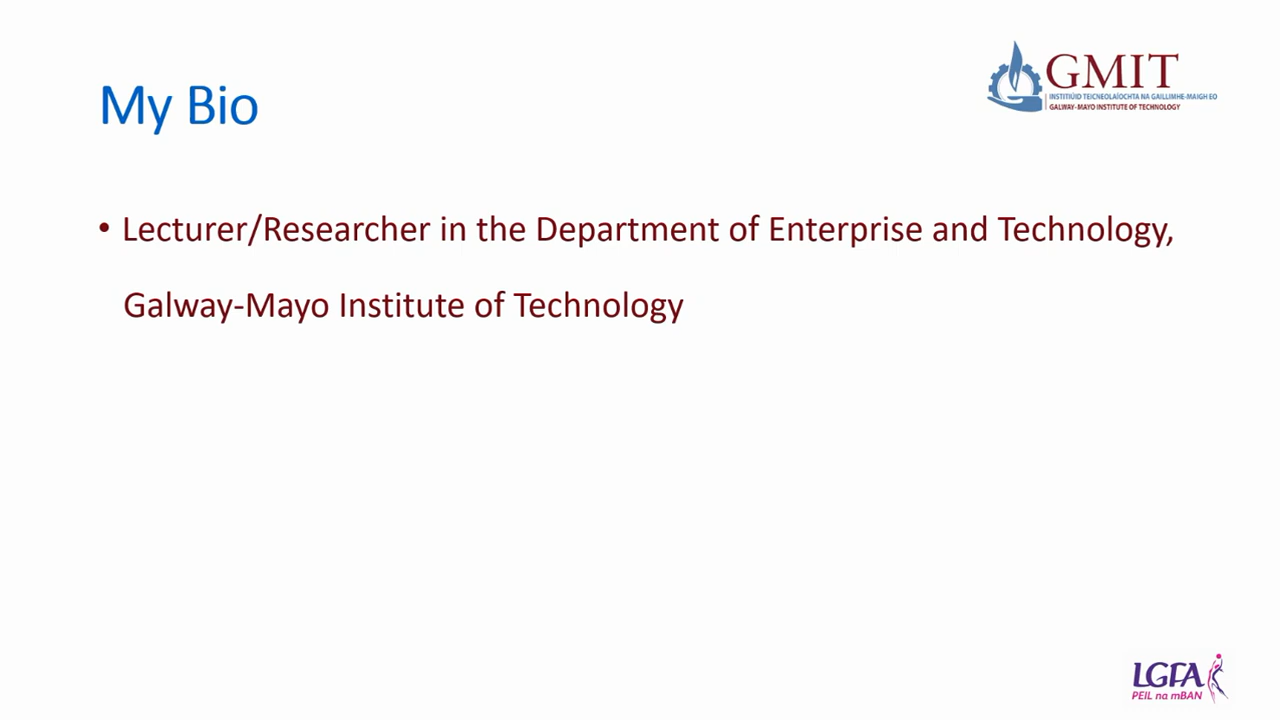 My Bio
GMIT
INSTITIÚID TEICNEOLAÍOCHTA NA GAILLIMHE-MAIGH EO
GALWAY-MAYO INSTITUTE OF TECHNOLOGY
• Lecturer/Researcher in the Department of Enterprise and Technology,
Galway-Mayo Institute of Technology
LGFA
PEIL na mBAN